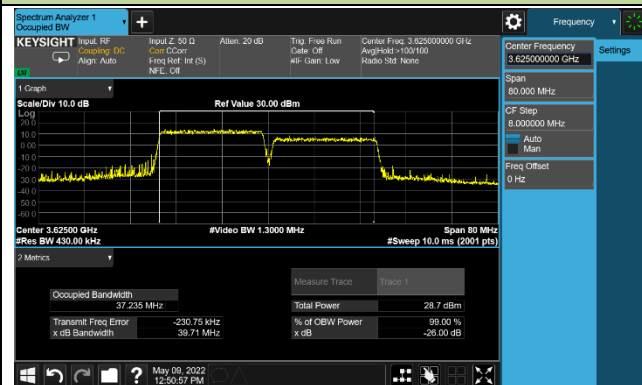 Spectrum Analyzer 1
Occupied BW
+
Frequency
KEYSIGHT
Input: RF
Coupling: DC
Align: Auto
Input Z: 50 Ω
Corr CCorr
Freq Ref: Int (S)
NFE: Off
Atten: 20 dB
Trig: Free Run
Gate: Off
#IF Gain: Low
Center Freq: 3.625000000 GHz
Avg|Hold:>100/100
Radio Std: None
LXI
Center Frequency
3.625000000 GHz
Settings
Span
80.000 MHz
CF Step
8.000000 MHz
Auto
Man
Freq Offset
0 Hz
1 Graph
Scale/Div 10.0 dB
Ref Value 30.00 dBm
Log
20.0
10.0
0.00
-10.0
-20.0
-30.0
-40.0
-50.0
-60.0
Center 3.62500 GHz
#Video BW 1.3000 MHz
Span 80 MHz
#Res BW 430.00 kHz
#Sweep 10.0 ms (2001 pts)
2 Metrics
Measure Trace
Trace 1
Occupied Bandwidth
37.235 MHz
Total Power
28.7 dBm
Transmit Freq Error
-230.75 kHz
% of OBW Power
99.00 %
x dB Bandwidth
39.71 MHz
x dB
-26.00 dB
?
May 09, 2022
12:50:57 PM